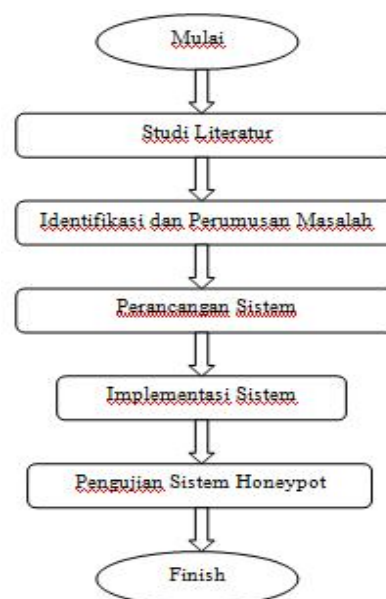 Mulai
Studi Literatur
Identifikasi dan Perumusan Masalah
Perancangan Sistem
Implementasi Sistem
Pengujian Sistem Honeypot
Finish